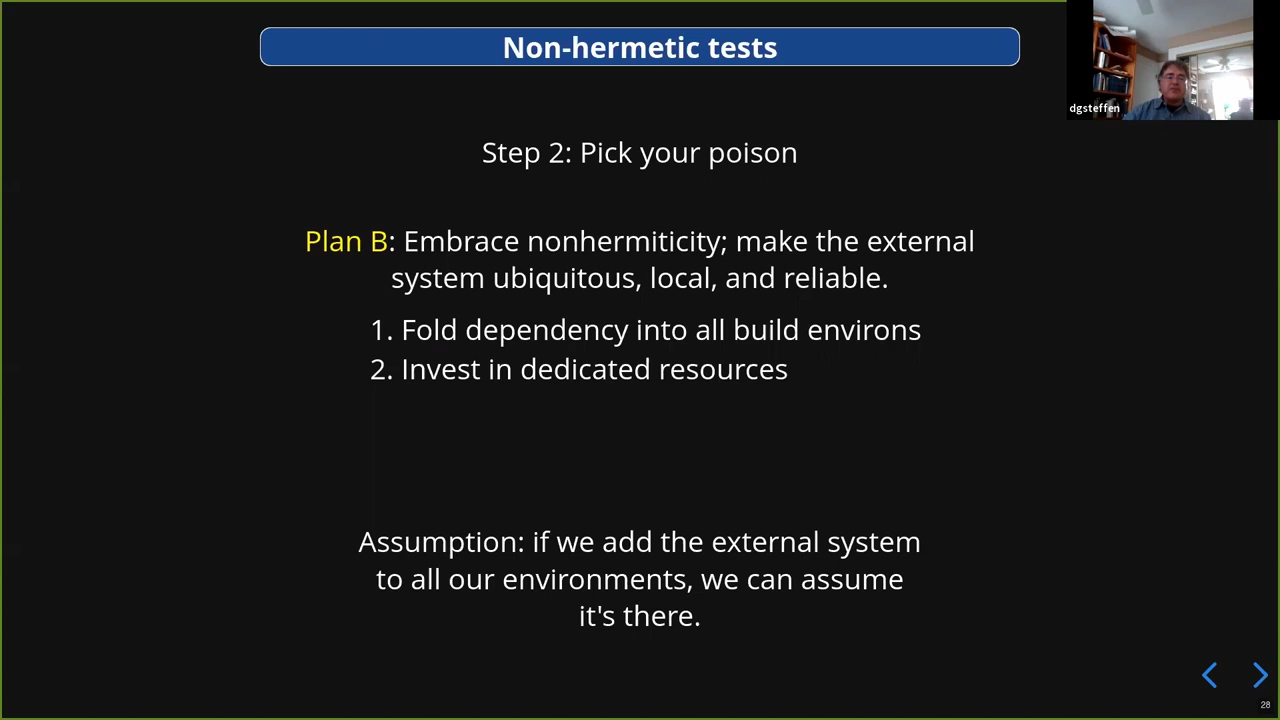 Non-hermetic tests
dgsteffen
Step 2: Pick your poison
Plan B: Embrace nonhermiticity; make the external
system ubiquitous, local, and reliable.
1. Fold dependency into all build environs
2. Invest in dedicated resources
Assumption: if we add the external system
to all our environments, we can assume
it's there.
28